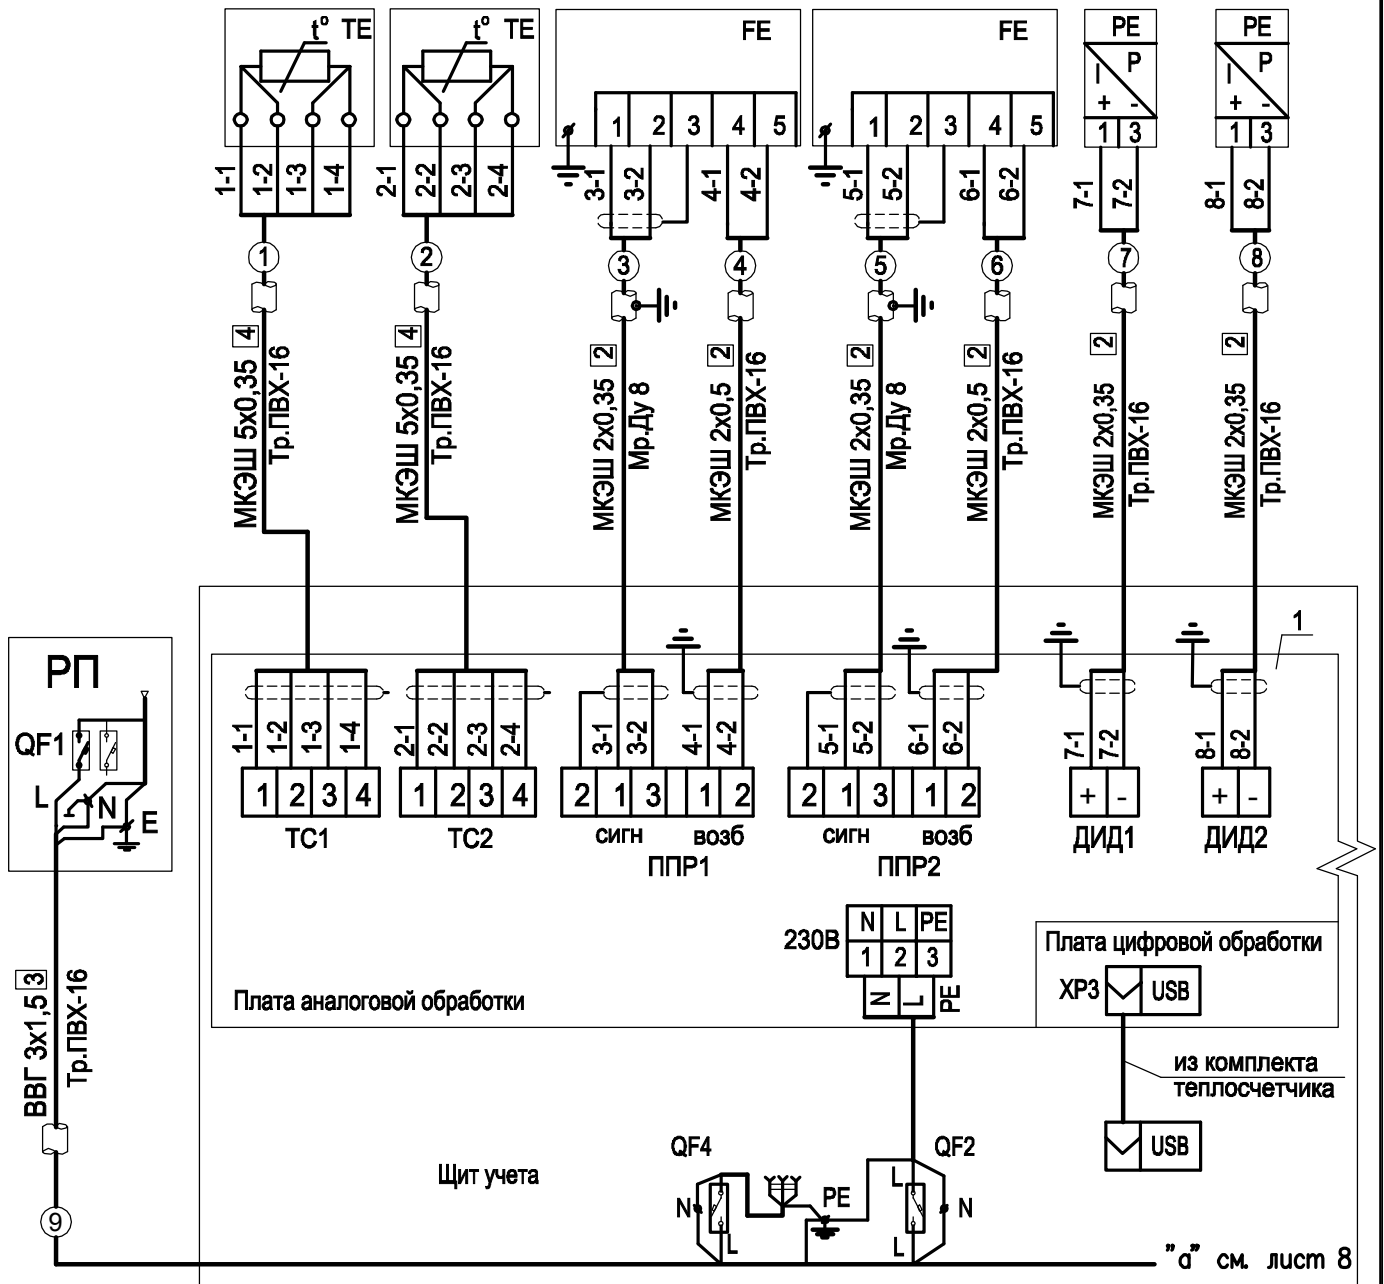 t° TE
t° TE
FE
FE
PE
PE
I P
+ -
I P
+ -
1 2 3 4 5
1 2 3 4 5
1 3
1 3
1-1 1-2 1-3 1-4
2-1 2-2 2-3 2-4
3-1 3-2
4-1 4-2
5-1 5-2
6-1 6-2
7-1 7-2
8-1 8-2
1
2
3
4
5
6
7
8
МКЭШ 5х0,35 4
Тр.ПВХ-16
МКЭШ 5х0,35 4
Тр.ПВХ-16
МКЭШ 2х0,35 2
Мр.Ду 8
МКЭШ 2х0,5 2
Тр.ПВХ-16
МКЭШ 2х0,35 2
Мр.Ду 8
МКЭШ 2х0,5 2
Тр.ПВХ-16
МКЭШ 2х0,35 2
Тр.ПВХ-16
МКЭШ 2х0,35 2
Тр.ПВХ-16
1
РП
QF1
L
N
E
1-1 1-2 1-3 1-4
2-1 2-2 2-3 2-4
3-1 3-2
4-1 4-2
5-1 5-2
6-1 6-2
7-1 7-2
8-1 8-2
1 2 3 4
1 2 3 4
2 1 3 1 2
2 1 3 1 2
+ -
+ -
ТС1
ТС2
сигн возб
ППР1
сигн возб
ППР2
ДИД1
ДИД2
230В
N L PE
1 2 3
N L PE
Плата цифровой обработки
XP3 USB
Плата аналоговой обработки
ВВГ 3х1,5 3
Тр.ПВХ-16
из комплекта
теплосчетчика
USB
QF4
QF2
Щит учета
N
L
PE
L
N
L
9
"а" см. лист 8